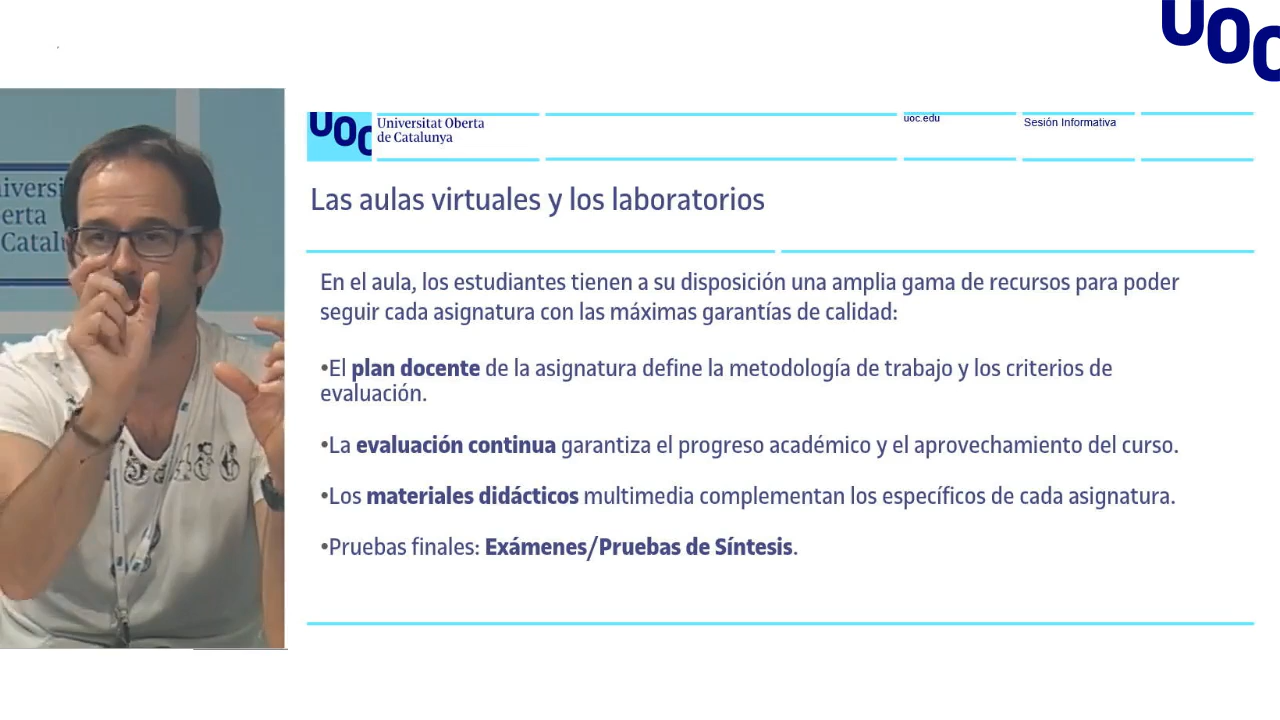 UOC
UOC
Universitat Oberta
de Catalunya
uoc.edu
Sesión Informativa
iversi
berta
Catalu
Las aulas virtuales y los laboratorios
En el aula, los estudiantes tienen a su disposición una amplia gama de recursos para poder
seguir cada asignatura con las máximas garantías de calidad:
•El plan docente de la asignatura define la metodología de trabajo y los criterios de
evaluación.
•La evaluación continua garantiza el progreso académico y el aprovechamiento del curso.
•Los materiales didácticos multimedia complementan los específicos de cada asignatura.
•Pruebas finales: Exámenes/Pruebas de Síntesis.